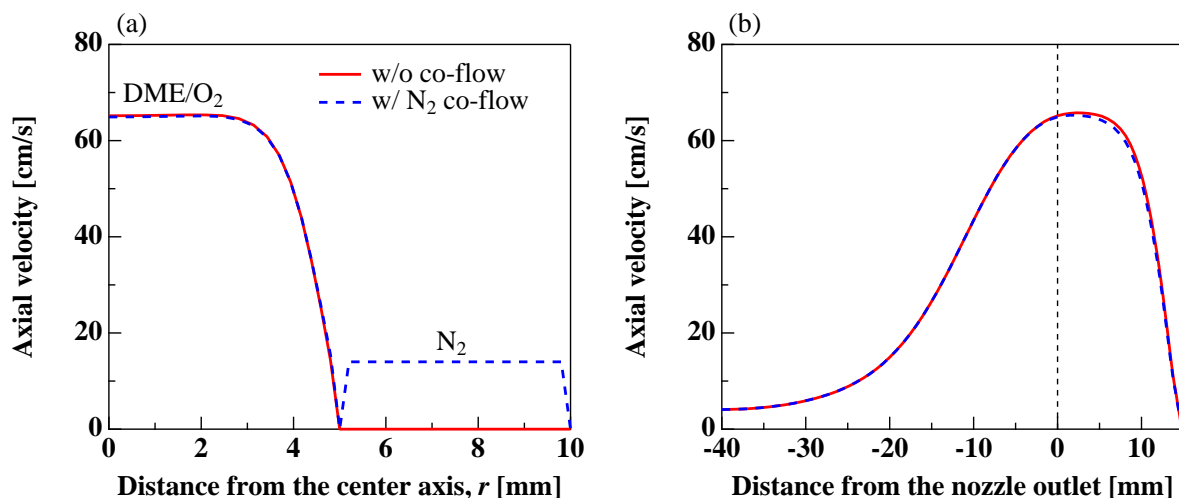 (a)
Axial velocity [cm/s]
80
60
40
20
0
DME/O₂
w/o co-flow
w/ N₂ co-flow
N₂
0 2 4 6 8 10
Distance from the center axis, r [mm]
(b)
Axial velocity [cm/s]
80
60
40
20
0
-40 -30 -20 -10 0 10
Distance from the nozzle outlet [mm]